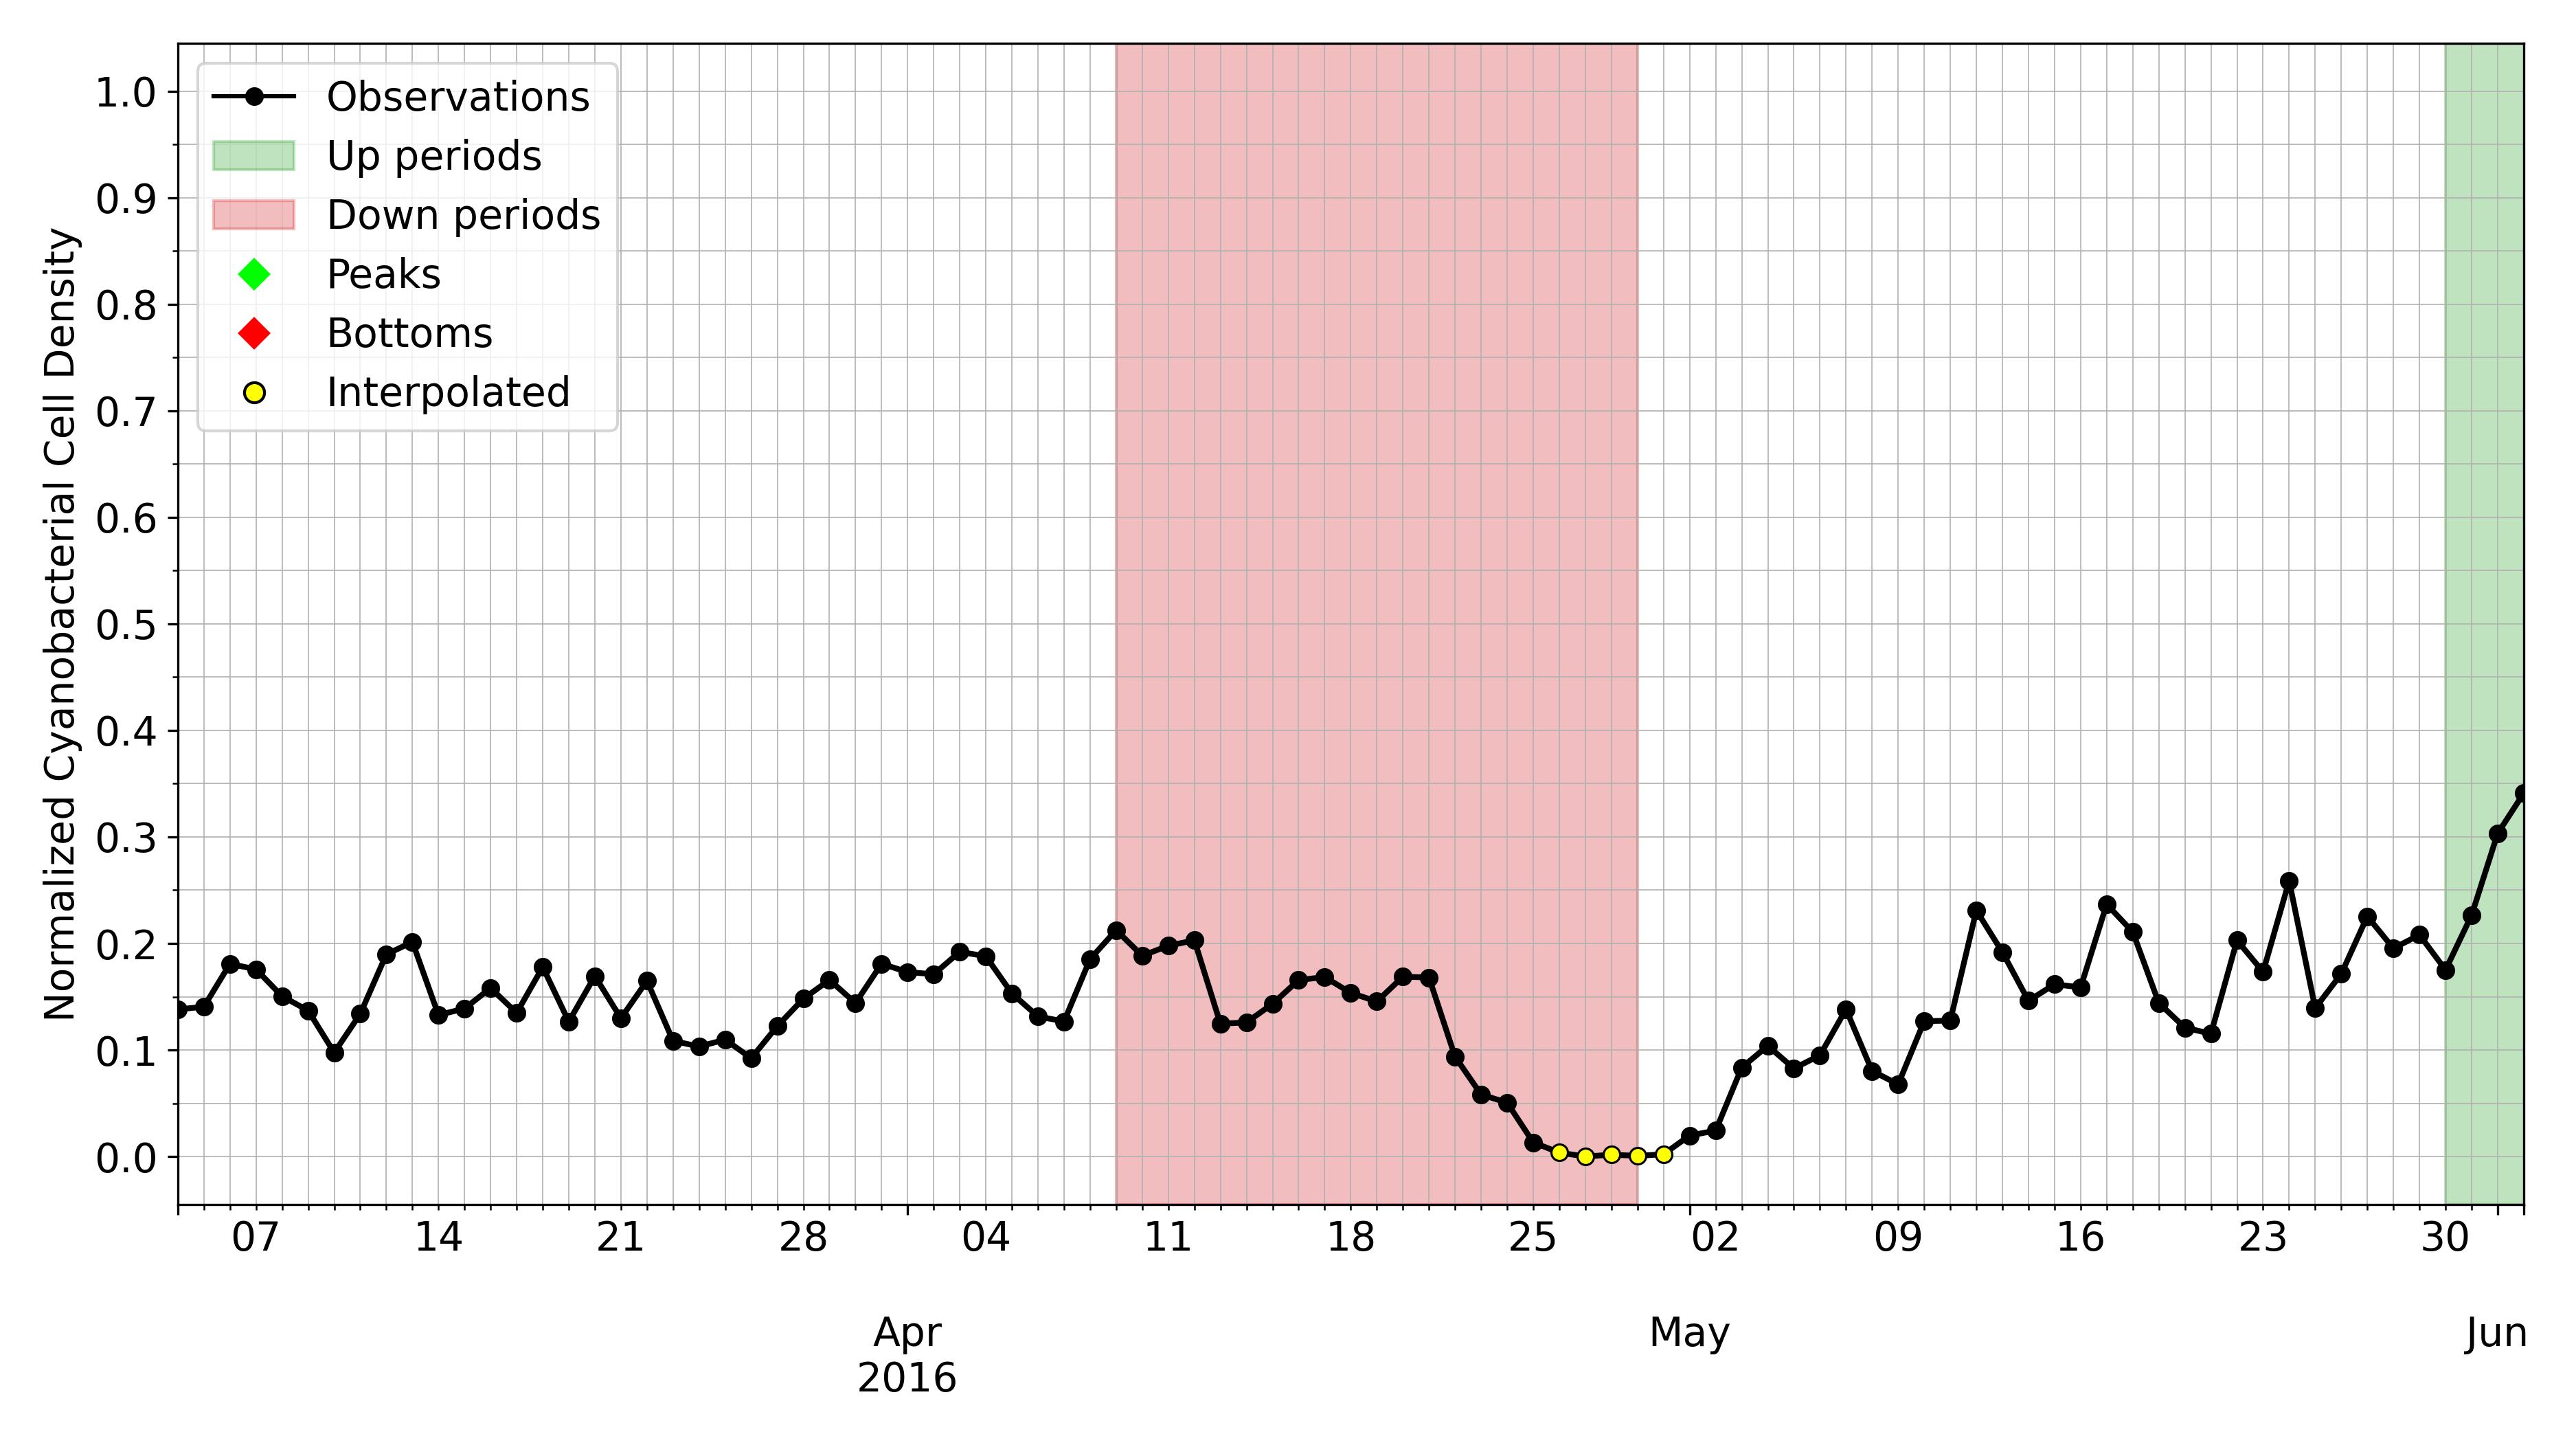 Normalized Cyanobacterial Cell Density
1.0
0.9
0.8
0.7
0.6
0.5
0.4
0.3
0.2
0.1
0.0
Observations
Up periods
Down periods
Peaks
Bottoms
Interpolated
07 14 21 28 04 11 18 25 02 09 16 23 30
Apr May Jun
2016